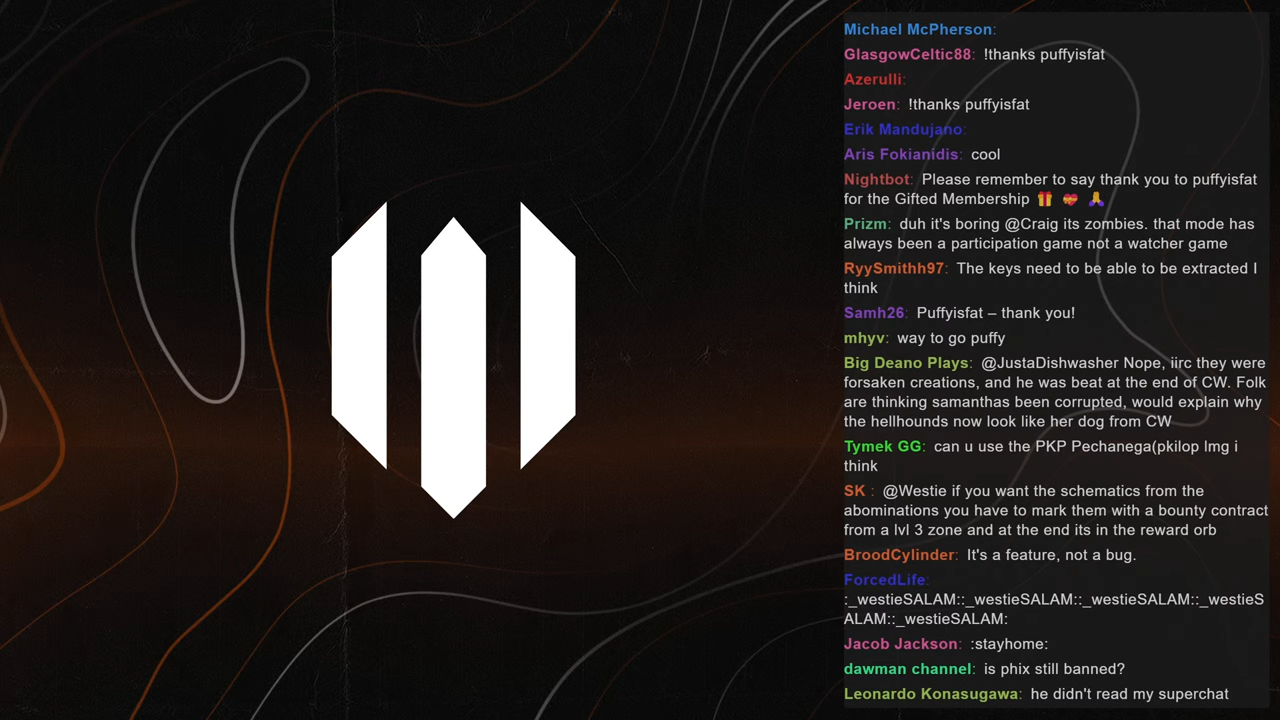 Michael McPherson:
GlasgowCeltic88: !thanks puffyisfat
Azerulli:
Jeroen: !thanks puffyisfat
Erik Mandujano:
Aris Fokianidis: cool
Nightbot: Please remember to say thank you to puffyisfat
for the Gifted Membership 🎁 💝 🙏
Prizm: duh it's boring @Craig its zombies. that mode has
always been a participation game not a watcher game
RyySmithh97: The keys need to be able to be extracted I
think
Samh26: Puffyisfat – thank you!
mhyv: way to go puffy
Big Deano Plays: @JustaDishwasher Nope, iirc they were
forsaken creations, and he was beat at the end of CW. Folk
are thinking samanthas been corrupted, would explain why
the hellhounds now look like her dog from CW
Tymek GG: can u use the PKP Pechanega(pkilop lmg i
think
SK : @Westie if you want the schematics from the
abominations you have to mark them with a bounty contract
from a lvl 3 zone and at the end its in the reward orb
BroodCylinder: It's a feature, not a bug.
ForcedLife:
:_westieSALAM::_westieSALAM::_westieSALAM::_westieS
ALAM::_westieSALAM:
Jacob Jackson: :stayhome:
dawman channel: is phix still banned?
Leonardo Konasugawa: he didn't read my superchat